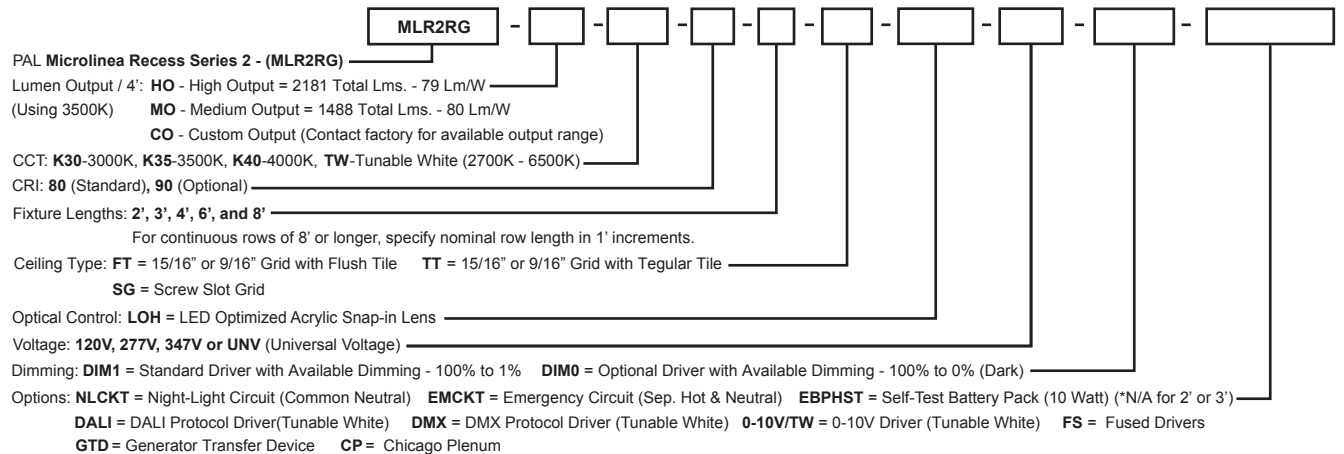 MLR2RG - - - - - - - -
PAL Microlinea Recess Series 2 - (MLR2RG)
Lumen Output / 4’: HO - High Output = 2181 Total Lms. - 79 Lm/W
(Using 3500K) MO - Medium Output = 1488 Total Lms. - 80 Lm/W
CO - Custom Output (Contact factory for available output range)
CCT: K30-3000K, K35-3500K, K40-4000K, TW-Tunable White (2700K - 6500K)
CRI: 80 (Standard), 90 (Optional)
Fixture Lengths: 2’, 3’, 4’, 6’, and 8’
For continuous rows of 8’ or longer, specify nominal row length in 1’ increments.
Ceiling Type: FT = 15/16” or 9/16” Grid with Flush Tile TT = 15/16” or 9/16” Grid with Tegular Tile
SG = Screw Slot Grid
Optical Control: LOH = LED Optimized Acrylic Snap-in Lens
Voltage: 120V, 277V, 347V or UNV (Universal Voltage)
Dimming: DIM1 = Standard Driver with Available Dimming - 100% to 1% DIM0 = Optional Driver with Available Dimming - 100% to 0% (Dark)
Options: NLCKT = Night-Light Circuit (Common Neutral) EMCKT = Emergency Circuit (Sep. Hot & Neutral) EBPHST = Self-Test Battery Pack (10 Watt) (*N/A for 2’ or 3’)
DALI = DALI Protocol Driver(Tunable White) DMX = DMX Protocol Driver (Tunable White) 0-10V/TW = 0-10V Driver (Tunable White) FS = Fused Drivers
GTD = Generator Transfer Device CP = Chicago Plenum